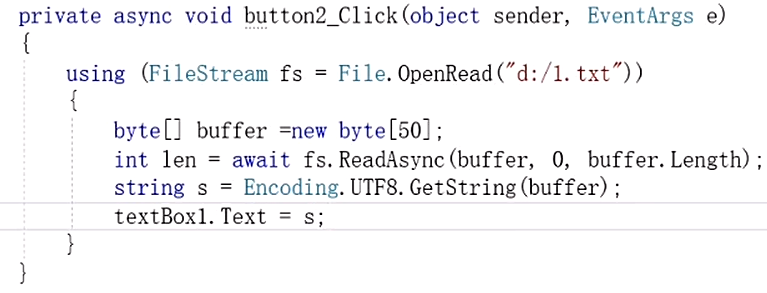 private async void button2_Click(object sender, EventArgs e)
{
using (FileStream fs = File.OpenRead("d:/1.txt"))
{
byte[] buffer =new byte[50];
int len = await fs.ReadAsync(buffer, 0, buffer.Length);
string s = Encoding.UTF8.GetString(buffer);
textBox1.Text = s;
}
}